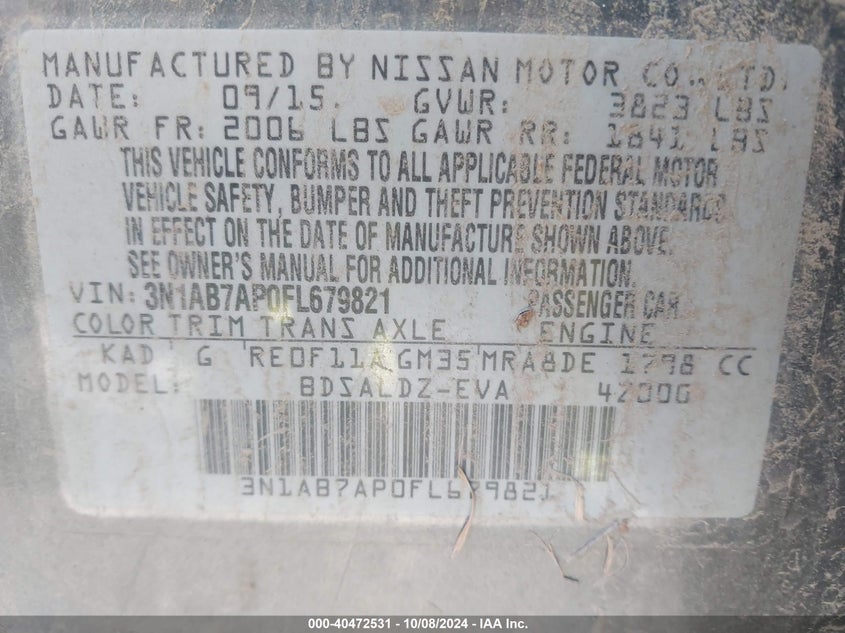 MANUFACTURED BY NISSAN MOTOR CO., LTD.
DATE: 09/15. GVWR: 3823 LBS
GAWR FR: 2006 LBS GAWR RR: 1841 LBS
THIS VEHICLE CONFORMS TO ALL APPLICABLE FEDERAL MOTOR
VEHICLE SAFETY, BUMPER AND THEFT PREVENTION STANDARDS
IN EFFECT ON THE DATE OF MANUFACTURE SHOWN ABOVE.
SEE OWNER'S MANUAL FOR ADDITIONAL INFORMATION.
VIN: 3N1AB7AP0FL679821 PASSENGER CAR
COLOR TRIM TRANS AXLE ENGINE
KAD G RE0F11A GM35 MRA8DE 1798 CC
MODEL: BDSALDZ-EVA
3N1AB7AP0FL679821
000-40472531 - 10/08/2024 - IAA Inc.